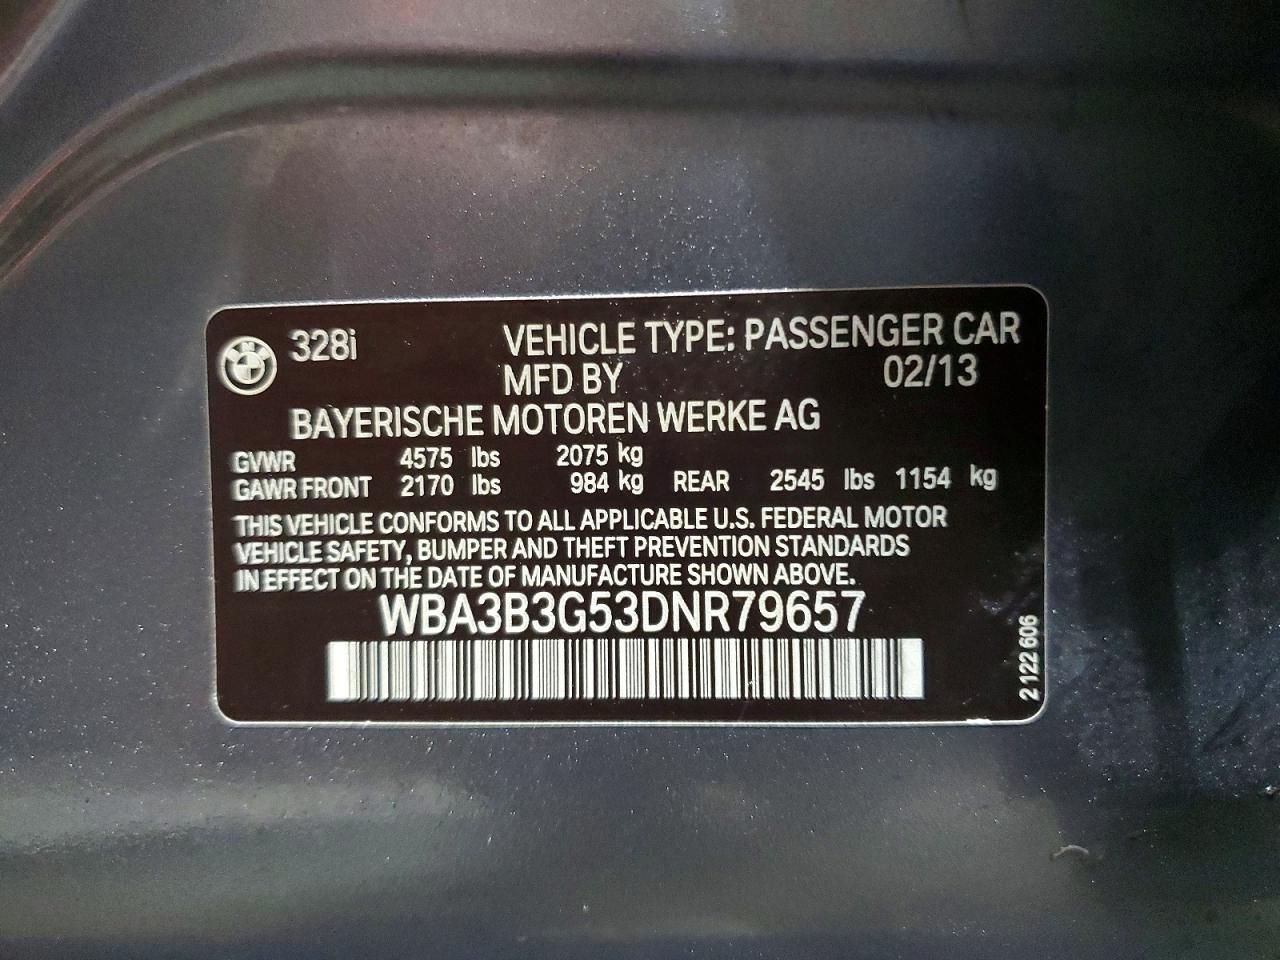 328i VEHICLE TYPE: PASSENGER CAR
MFD BY 02/13
BAYERISCHE MOTOREN WERKE AG
GVWR 4575 lbs 2075 kg
GAWR FRONT 2170 lbs 984 kg REAR 2545 lbs 1154 kg
THIS VEHICLE CONFORMS TO ALL APPLICABLE U.S. FEDERAL MOTOR
VEHICLE SAFETY, BUMPER AND THEFT PREVENTION STANDARDS
IN EFFECT ON THE DATE OF MANUFACTURE SHOWN ABOVE.
WBA3B3G53DNR79657
2 122 606